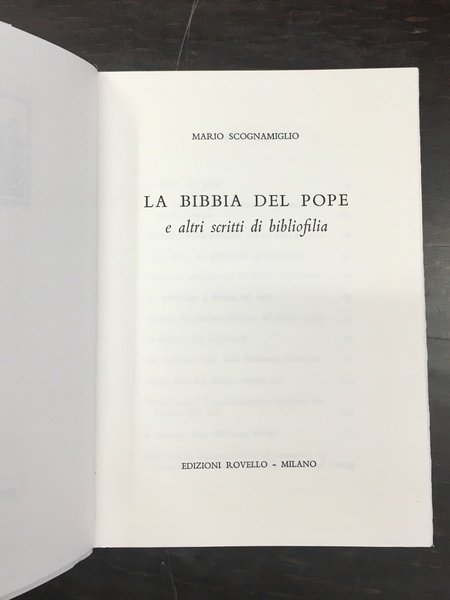 MARIO SCOGNAMIGLIO
LA BIBBIA DEL POPE
e altri scritti di bibliofilia
EDIZIONI ROVELLO - MILANO